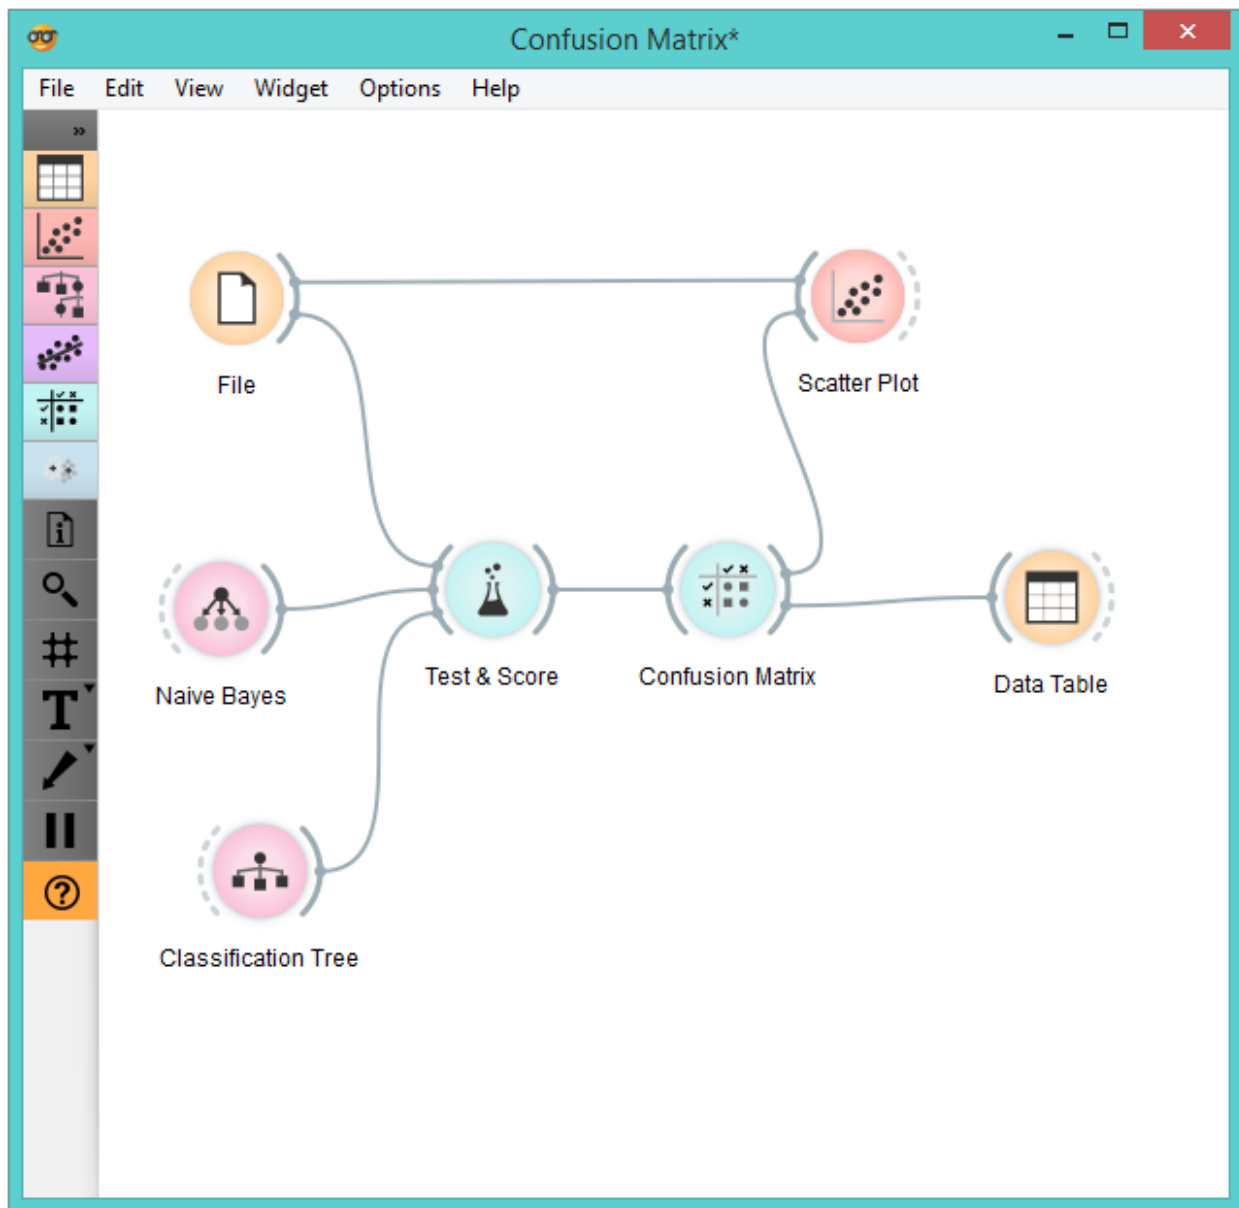 Confusion Matrix*
File Edit View Widget Options Help
File
Scatter Plot
Naive Bayes
Test & Score
Confusion Matrix
Data Table
Classification Tree